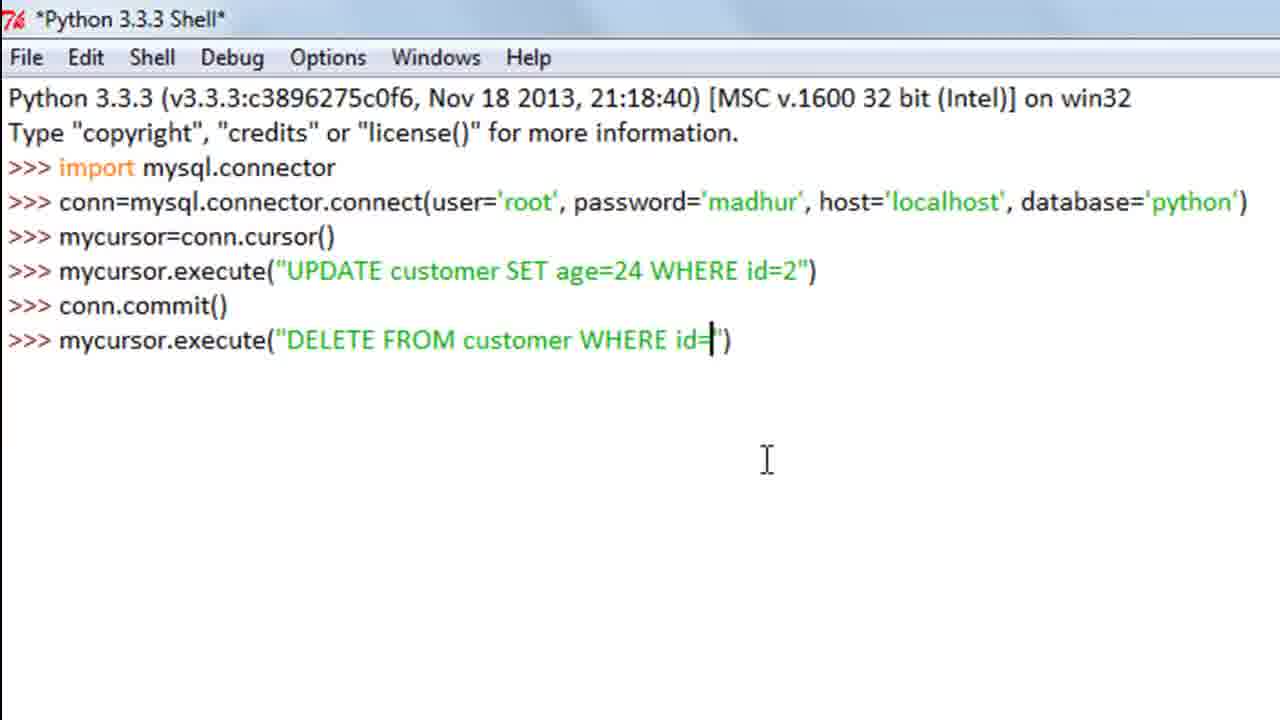 *Python 3.3.3 Shell*
File Edit Shell Debug Options Windows Help
Python 3.3.3 (v3.3.3:c3896275c0f6, Nov 18 2013, 21:18:40) [MSC v.1600 32 bit (Intel)] on win32
Type "copyright", "credits" or "license()" for more information.
>>> import mysql.connector
>>> conn=mysql.connector.connect(user='root', password='madhur', host='localhost', database='python')
>>> mycursor=conn.cursor()
>>> mycursor.execute("UPDATE customer SET age=24 WHERE id=2")
>>> conn.commit()
>>> mycursor.execute("DELETE FROM customer WHERE id=")